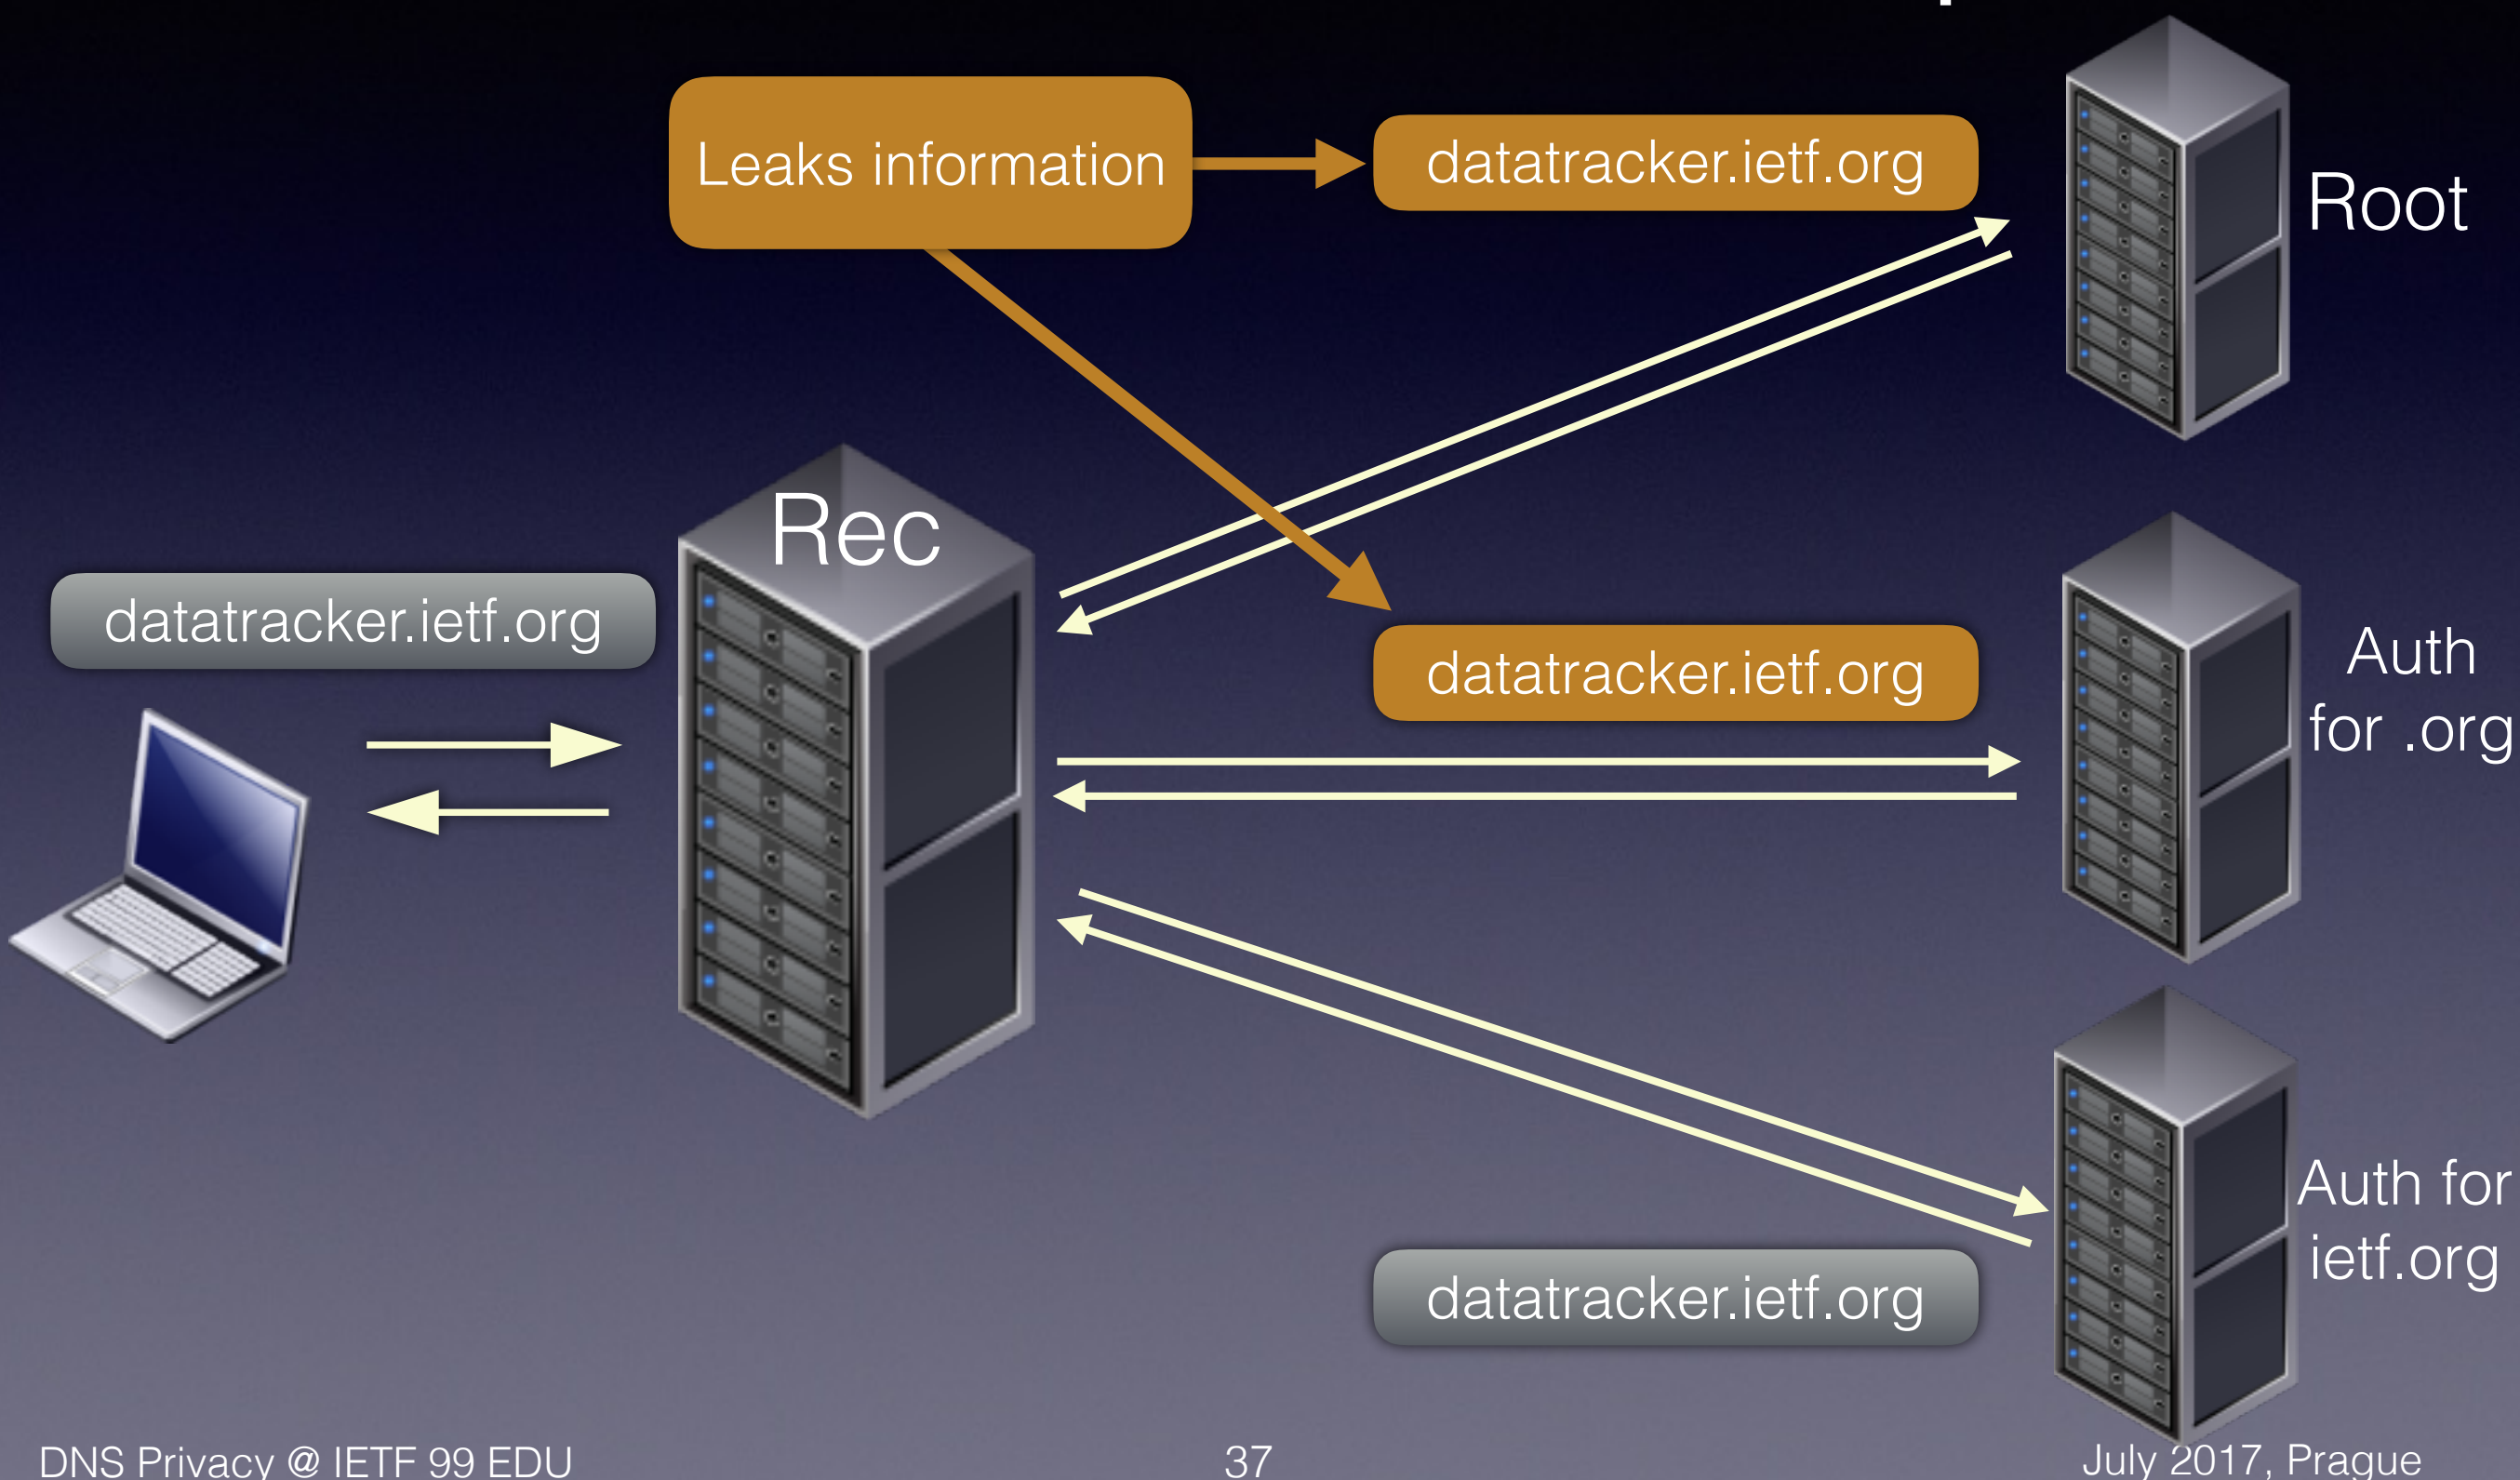 Leaks information
datatracker.ietf.org
Root
Rec
datatracker.ietf.org
datatracker.ietf.org
Auth
for .org
Auth for
ietf.org
datatracker.ietf.org
DNS Privacy @ IETF 99 EDU
37
July 2017, Prague